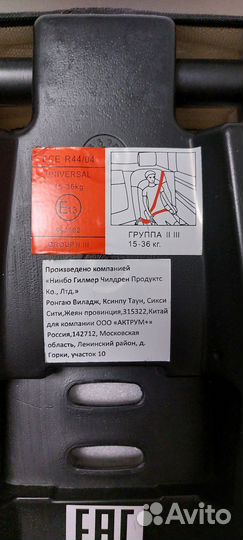 ECE R44/04
UNIVERSAL
15-36kg
E13
GROUP II III
ГРУППА II III
15-36 кг.
Произведено компанией
«Нинбо Гилмер Чилдрен Продуктс
Ко., Лтд.»
Ронгаю Виладж, Ксинпу Таун, Сикси
Сити,Жеян провинция,315322,Китай
для компании ООО «АКТРУМ+»
Россия,142712, Московская
область, Ленинский район, д.
Горки, участок 10
EAC
Avito